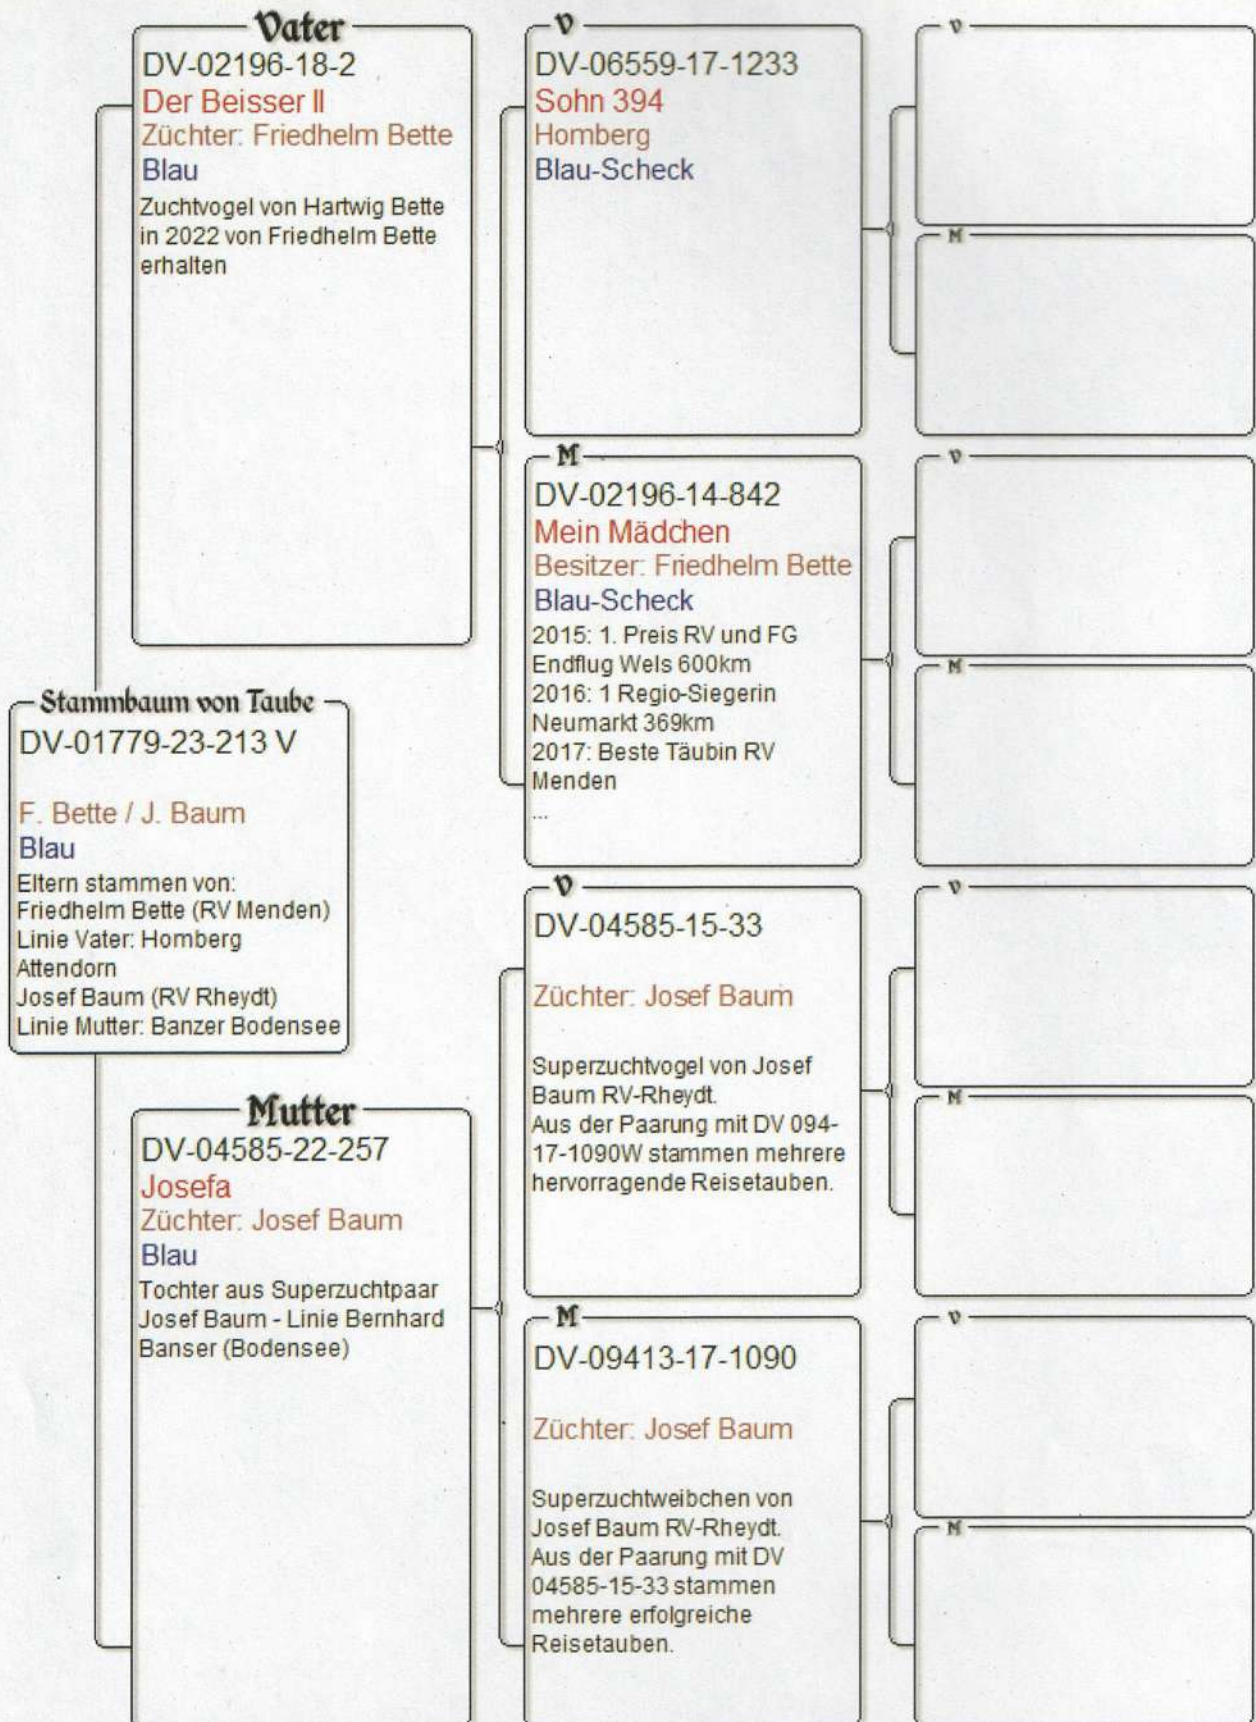 Vater
DV-02196-18-2
Der Beisser II
Züchter: Friedhelm Bette
Blau
Zuchtvogel von Hartwig Bette
in 2022 von Friedhelm Bette
erhalten
V
DV-06559-17-1233
Sohn 394
Homberg
Blau-Scheck
V
M
M
DV-02196-14-842
Mein Mädchen
Besitzer: Friedhelm Bette
Blau-Scheck
2015: 1. Preis RV und FG
Endflug Wels 600km
2016: 1 Regio-Siegerin
Neumarkt 369km
2017: Beste Täubin RV
Menden
...
V
M
Stammbaum von Taube
DV-01779-23-213 V
F. Bette / J. Baum
Blau
Eltern stammen von:
Friedhelm Bette (RV Menden)
Linie Vater: Homberg
Attendorn
Josef Baum (RV Rheydt)
Linie Mutter: Banzer Bodensee
V
DV-04585-15-33
Züchter: Josef Baum
Superzuchtvogel von Josef
Baum RV-Rheydt.
Aus der Paarung mit DV 094-
17-1090W stammen mehrere
hervorragende Reisetauben.
V
M
Mutter
DV-04585-22-257
Josefa
Züchter: Josef Baum
Blau
Tochter aus Superzuchtpaar
Josef Baum - Linie Bernhard
Banser (Bodensee)
M
DV-09413-17-1090
Züchter: Josef Baum
Superzuchtweibchen von
Josef Baum RV-Rheydt.
Aus der Paarung mit DV
04585-15-33 stammen
mehrere erfolgreiche
Reisetauben.
V
M